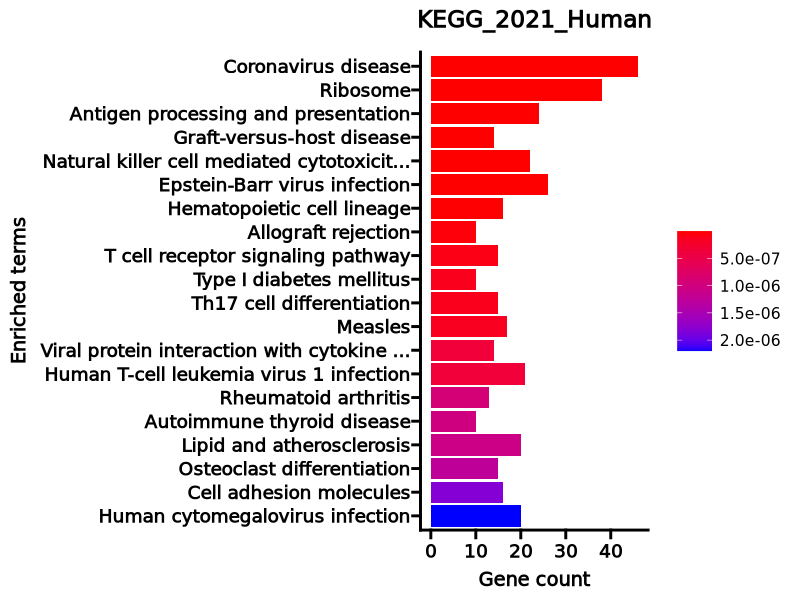 KEGG_2021_Human
Coronavirus disease
Ribosome
Antigen processing and presentation
Graft-versus-host disease
Natural killer cell mediated cytotoxicit...
Epstein-Barr virus infection
Hematopoietic cell lineage
Allograft rejection
T cell receptor signaling pathway
Type I diabetes mellitus
Th17 cell differentiation
Measles
Viral protein interaction with cytokine ...
Human T-cell leukemia virus 1 infection
Rheumatoid arthritis
Autoimmune thyroid disease
Lipid and atherosclerosis
Osteoclast differentiation
Cell adhesion molecules
Human cytomegalovirus infection
Enriched terms
0 10 20 30 40
Gene count
5.0e-07
1.0e-06
1.5e-06
2.0e-06